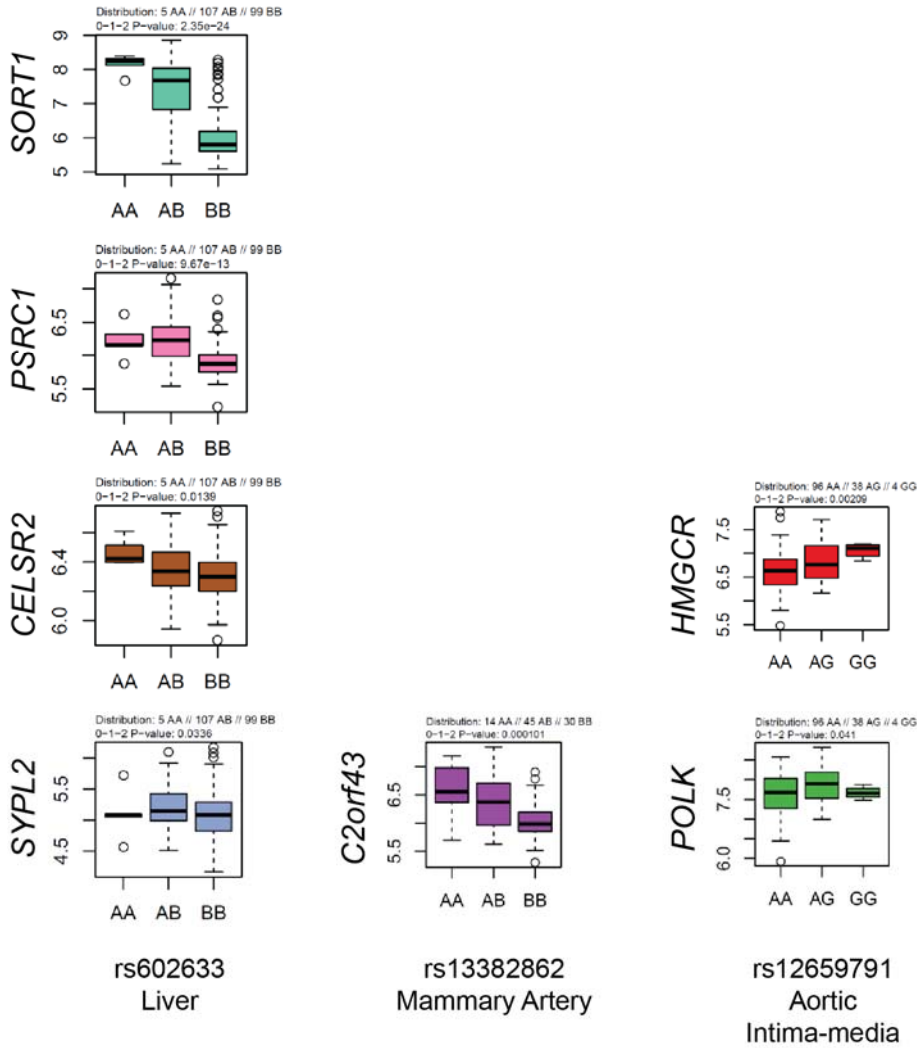 Distribution: 5 AA // 107 AB // 99 BB
0-1-2 P-value: 2.35e-24
SORT1
9
8
7
6
5
AA AB BB
Distribution: 5 AA // 107 AB // 99 BB
0-1-2 P-value: 9.67e-13
PSRC1
6.5
5.5
AA AB BB
Distribution: 5 AA // 107 AB // 99 BB
0-1-2 P-value: 0.0139
CELSR2
6.4
6.0
AA AB BB
Distribution: 96 AA // 38 AG // 4 GG
0-1-2 P-value: 0.00209
HMGCR
7.5
6.5
5.5
AA AG GG
Distribution: 5 AA // 107 AB // 99 BB
0-1-2 P-value: 0.0336
SYPL2
5.5
4.5
AA AB BB
Distribution: 14 AA // 45 AB // 30 BB
0-1-2 P-value: 0.000101
C2orf43
6.5
5.5
AA AB BB
Distribution: 96 AA // 38 AG // 4 GG
0-1-2 P-value: 0.041
POLK
7.5
6.0
AA AG GG
rs602633
Liver
rs13382862
Mammary Artery
rs12659791
Aortic
Intima-media